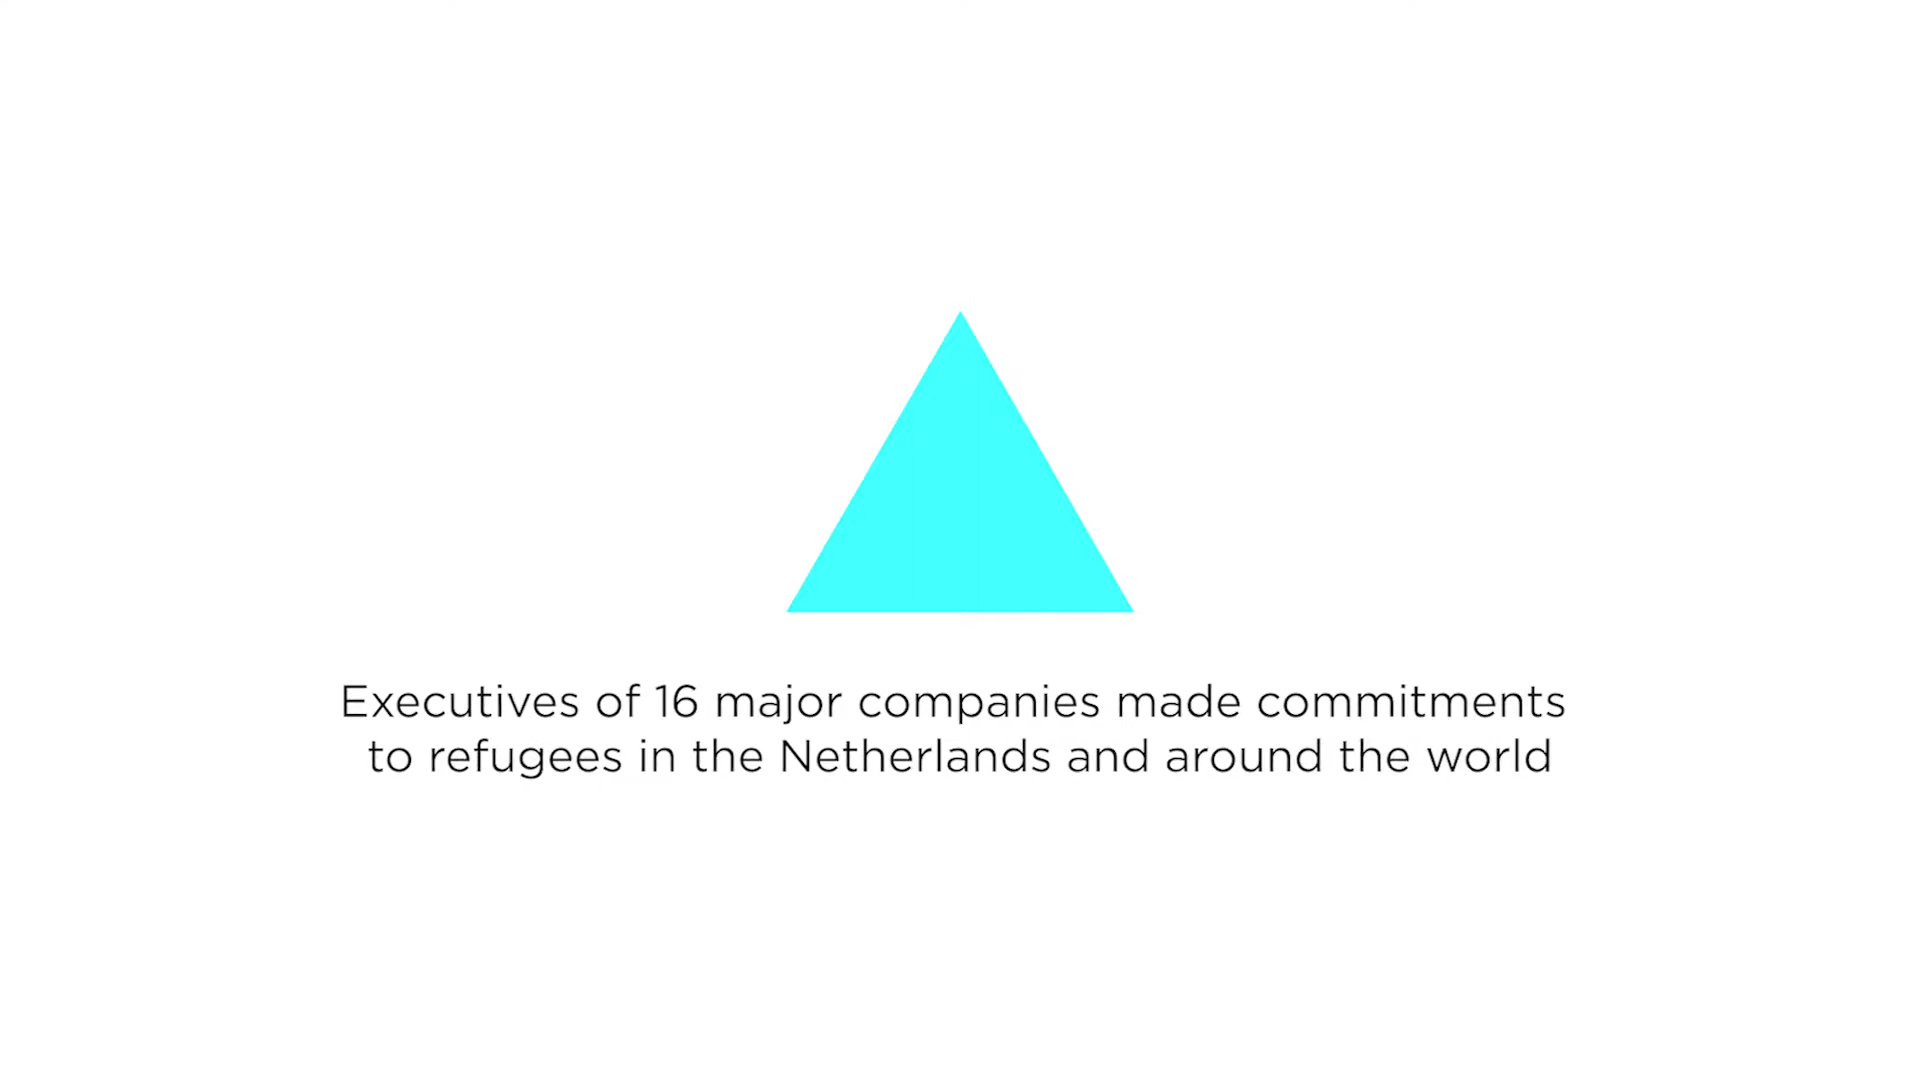 Executives of 16 major companies made commitments
to refugees in the Netherlands and around the world